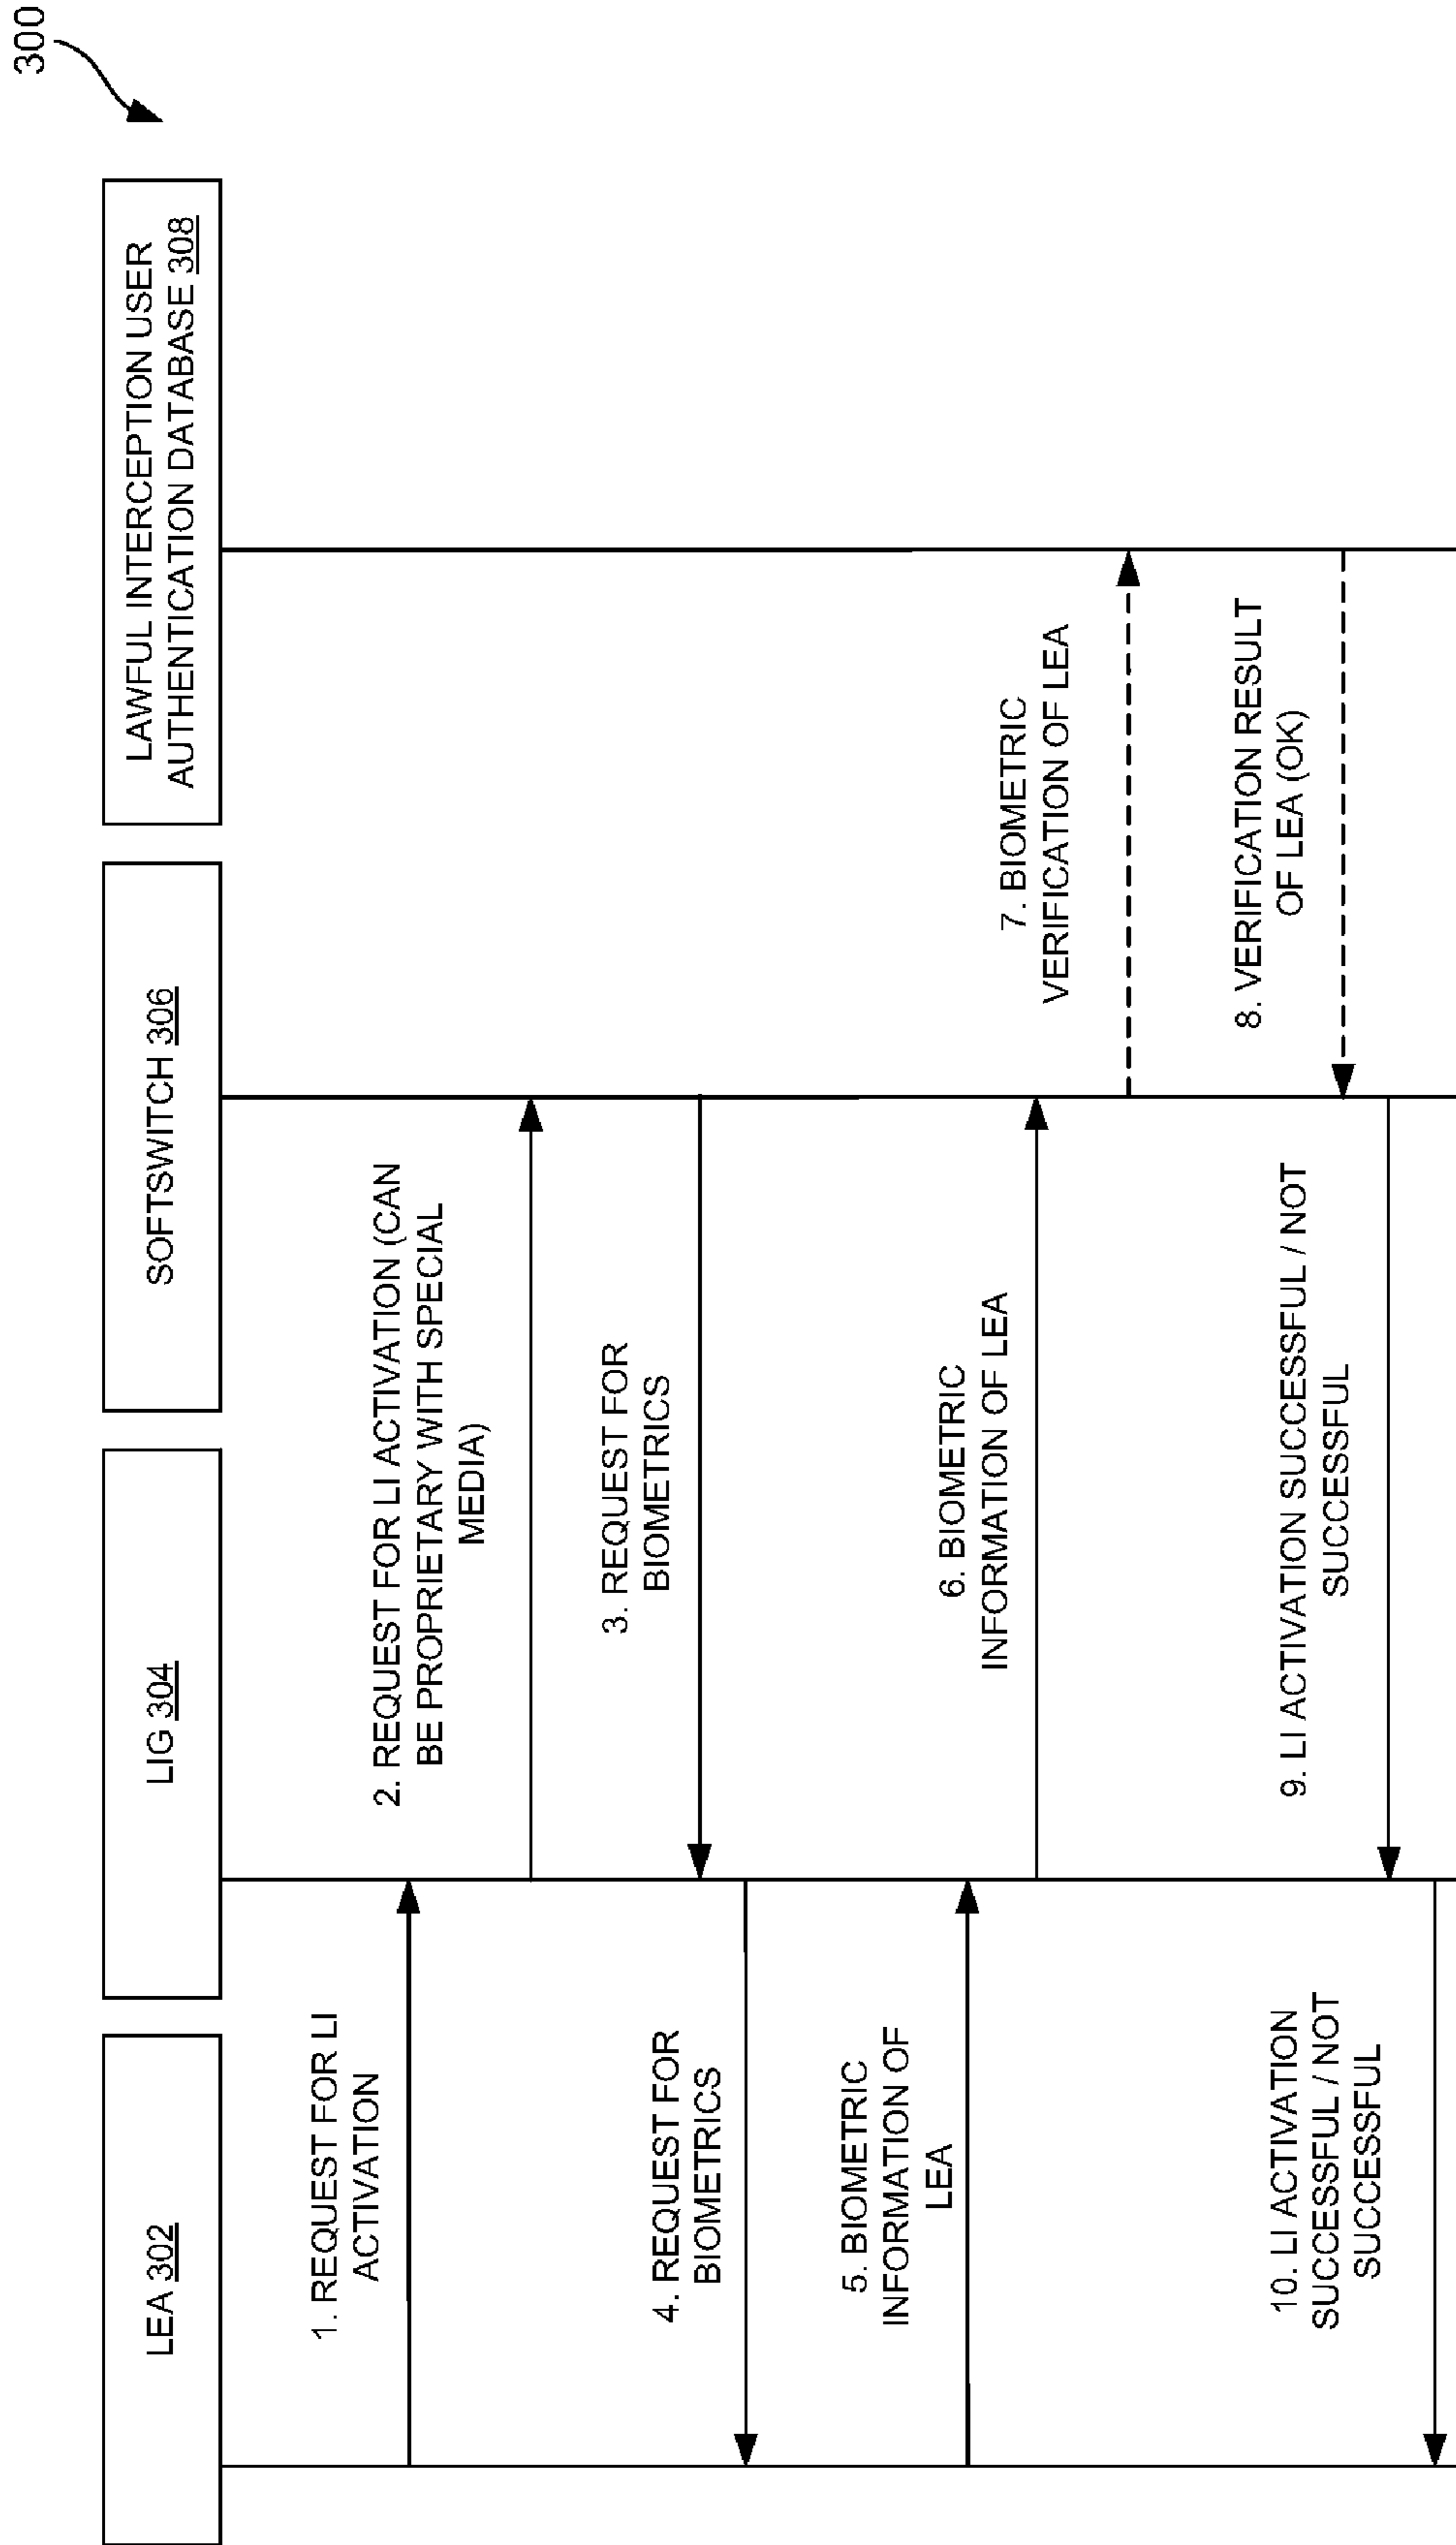 300
LEA 302
LIG 304
SOFTSWITCH 306
LAWFUL INTERCEPTION USER
AUTHENTICATION DATABASE 308
1. REQUEST FOR LI
ACTIVATION
2. REQUEST FOR LI ACTIVATION (CAN
BE PROPRIETARY WITH SPECIAL
MEDIA)
3. REQUEST FOR
BIOMETRICS
4. REQUEST FOR
BIOMETRICS
5. BIOMETRIC
INFORMATION OF
LEA
6. BIOMETRIC
INFORMATION OF LEA
7. BIOMETRIC
VERIFICATION OF LEA
8. VERIFICATION RESULT
OF LEA (OK)
9. LI ACTIVATION SUCCESSFUL / NOT
SUCCESSFUL
10. LI ACTIVATION
SUCCESSFUL / NOT
SUCCESSFUL